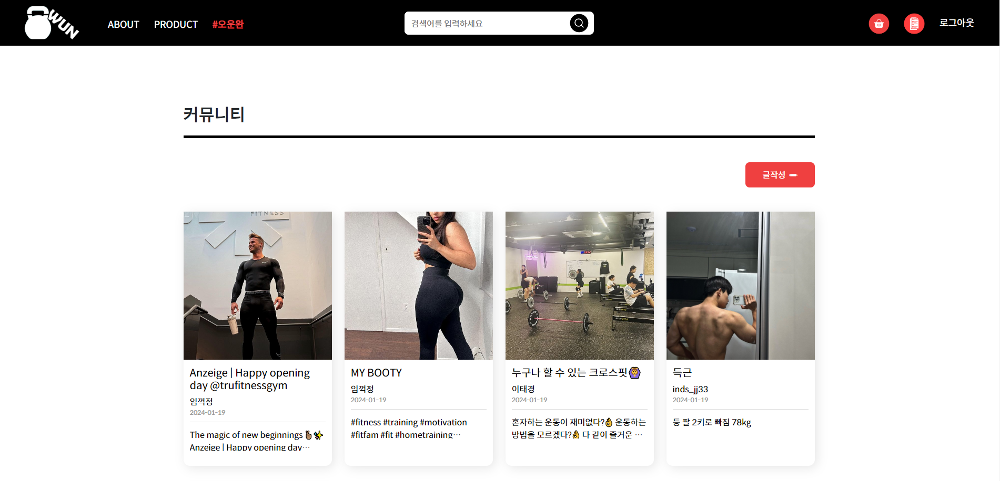 OWUN
ABOUT
PRODUCT
#오운완
검색어를 입력하세요
로그아웃
커뮤니티
글작성
FITNESS
Anzeige | Happy opening
day @trufitnessgym
임꺽정
2024-01-19
The magic of new beginnings ✌🏽✨
Anzeige | Happy opening day…
MY BOOTY
임꺽정
2024-01-19
#fitness #training #motivation
#fitfam #fit #hometraining…
누구나 할 수 있는 크로스핏🙆
이태경
2024-01-19
혼자하는 운동이 재미없다?👌 운동하는
방법을 모르겠다?👌 다 같이 즐거운 …
득근
inds_jj33
2024-01-19
등 팔 2키로 빠짐 78kg